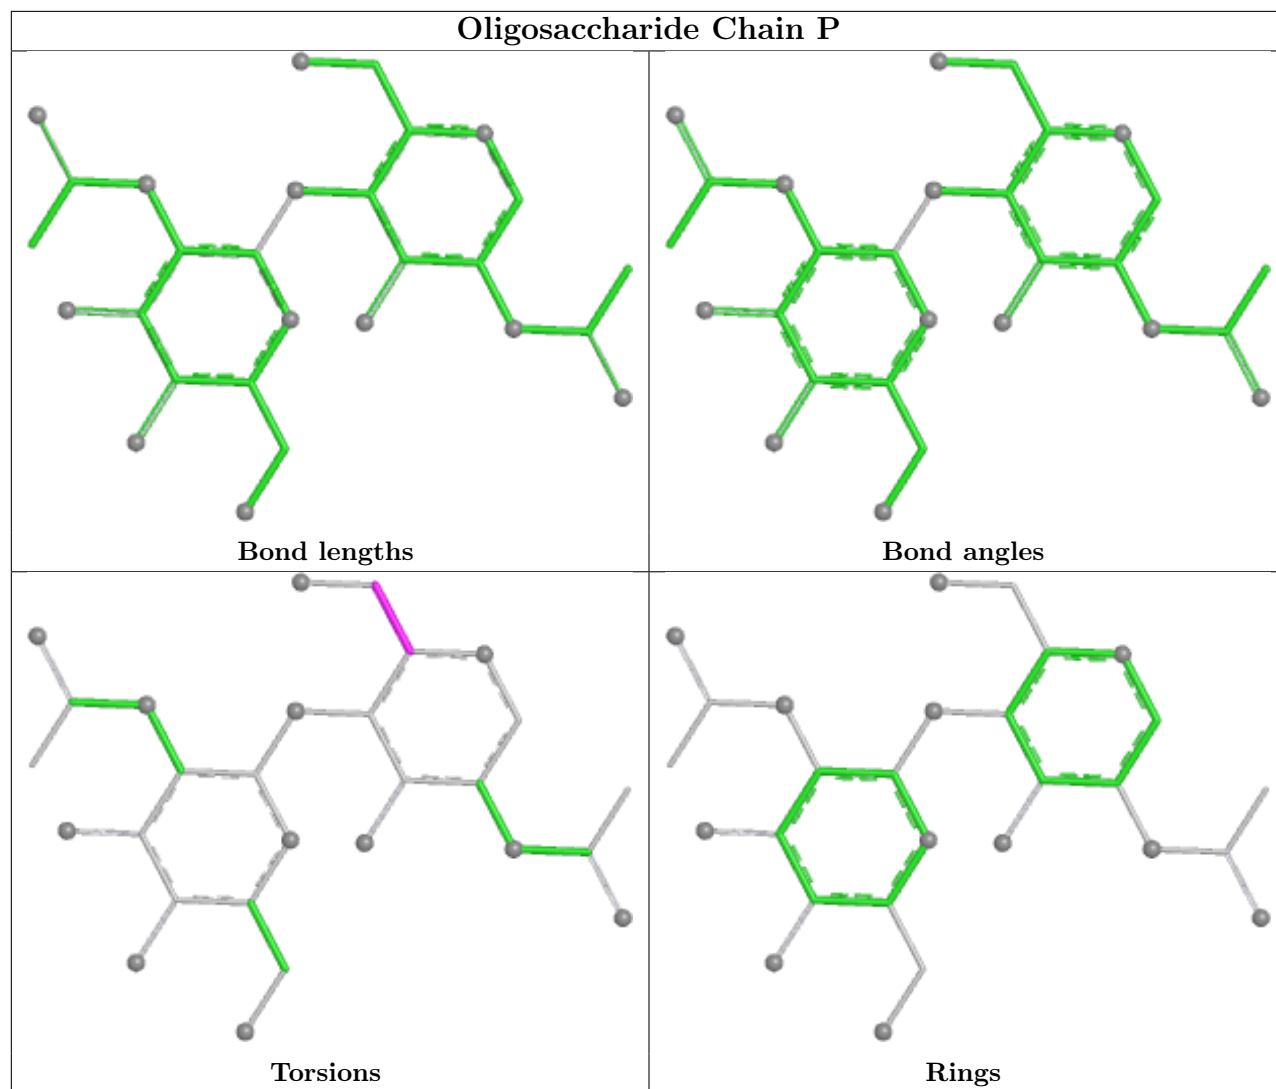 Oligosaccharide Chain P
Bond lengths
Bond angles
Torsions
Rings